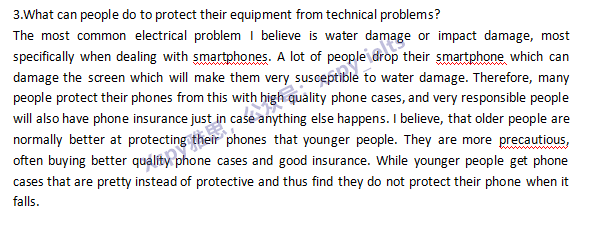 3.What can people do to protect their equipment from technical problems?
The most common electrical problem I believe is water damage or impact damage, most
specifically when dealing with smartphones. A lot of people drop their smartphone which can
damage the screen which will make them very susceptible to water damage. Therefore, many
people protect their phones from this with high quality phone cases, and very responsible people
will also have phone insurance just in case anything else happens. I believe, that older people are
normally better at protecting their phones that younger people. They are more precautious,
often buying better quality phone cases and good insurance. While younger people get phone
cases that are pretty instead of protective and thus find they do not protect their phone when it
falls.